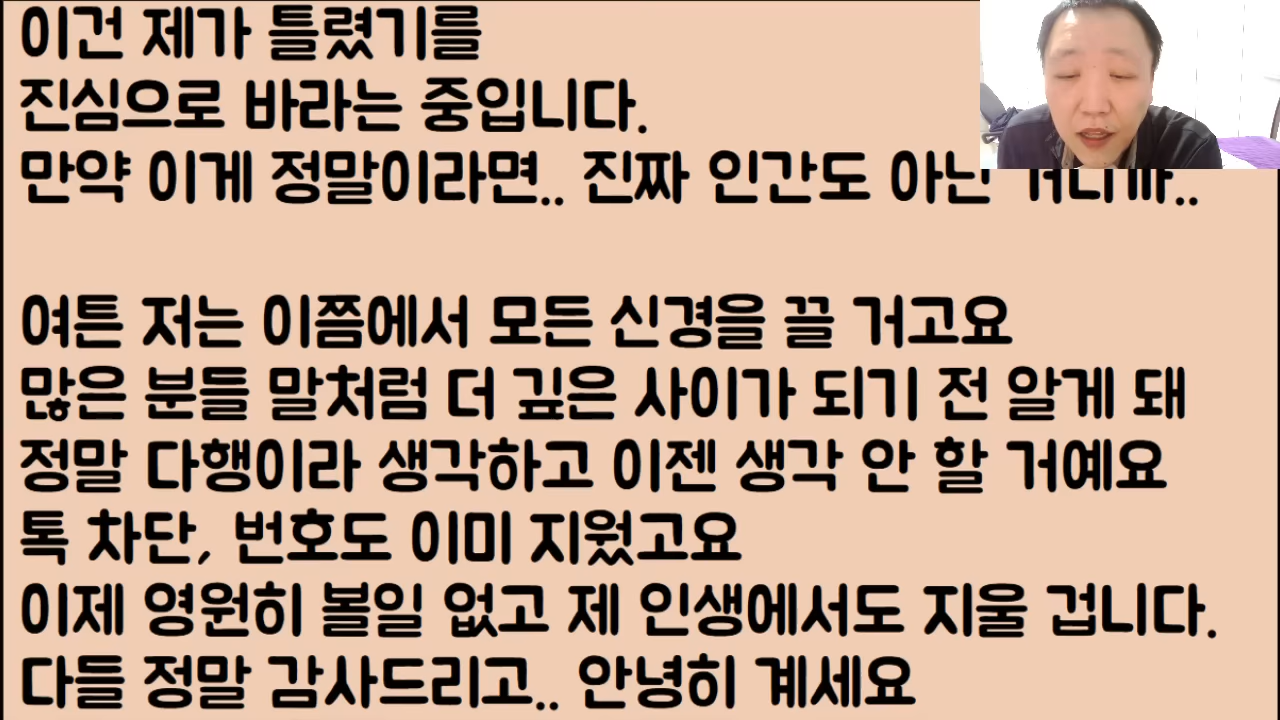 이건 제가 틀렸기를
진심으로 바라는 중입니다.
만약 이게 정말이라면.. 진짜 인간도 아닌
여튼 저는 이쯤에서 모든 신경을 끌 거고요
많은 분들 말처럼 더 깊은 사이가 되기 전 알게 돼
정말 다행이라 생각하고 이젠 생각 안 할 거예요
톡 차단, 번호도 이미 지웠고요
이제 영원히 볼일 없고 제 인생에서도 지울 겁니다.
다들 정말 감사드리고.. 안녕히 계세요